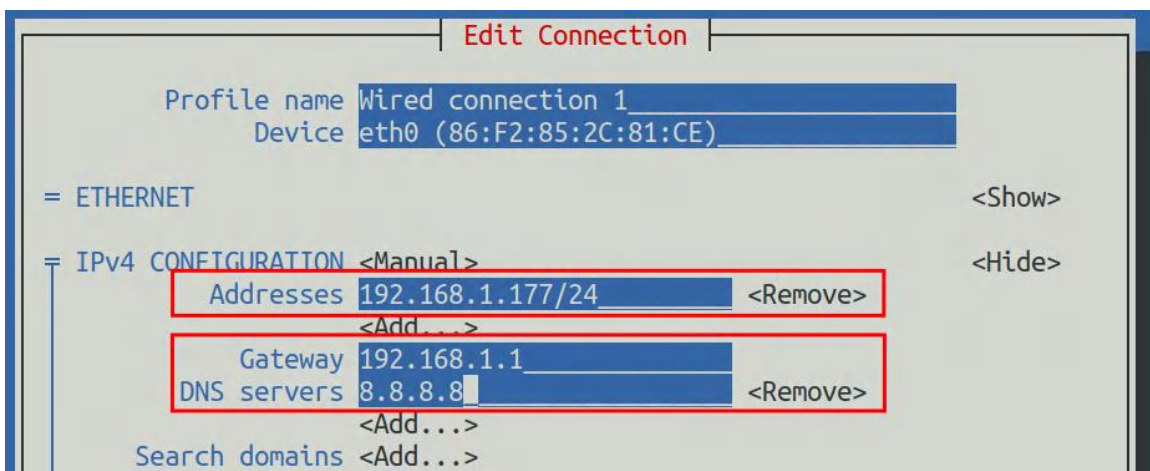 Edit Connection
Profile name Wired connection 1
Device eth0 (86:F2:85:2C:81:CE)
= ETHERNET <Show>
IPv4 CONFIGURATION <Manual> <Hide>
Addresses 192.168.1.177/24 <Remove>
<Add...>
Gateway 192.168.1.1
DNS servers 8.8.8.8 <Remove>
<Add...>
Search domains <Add...>